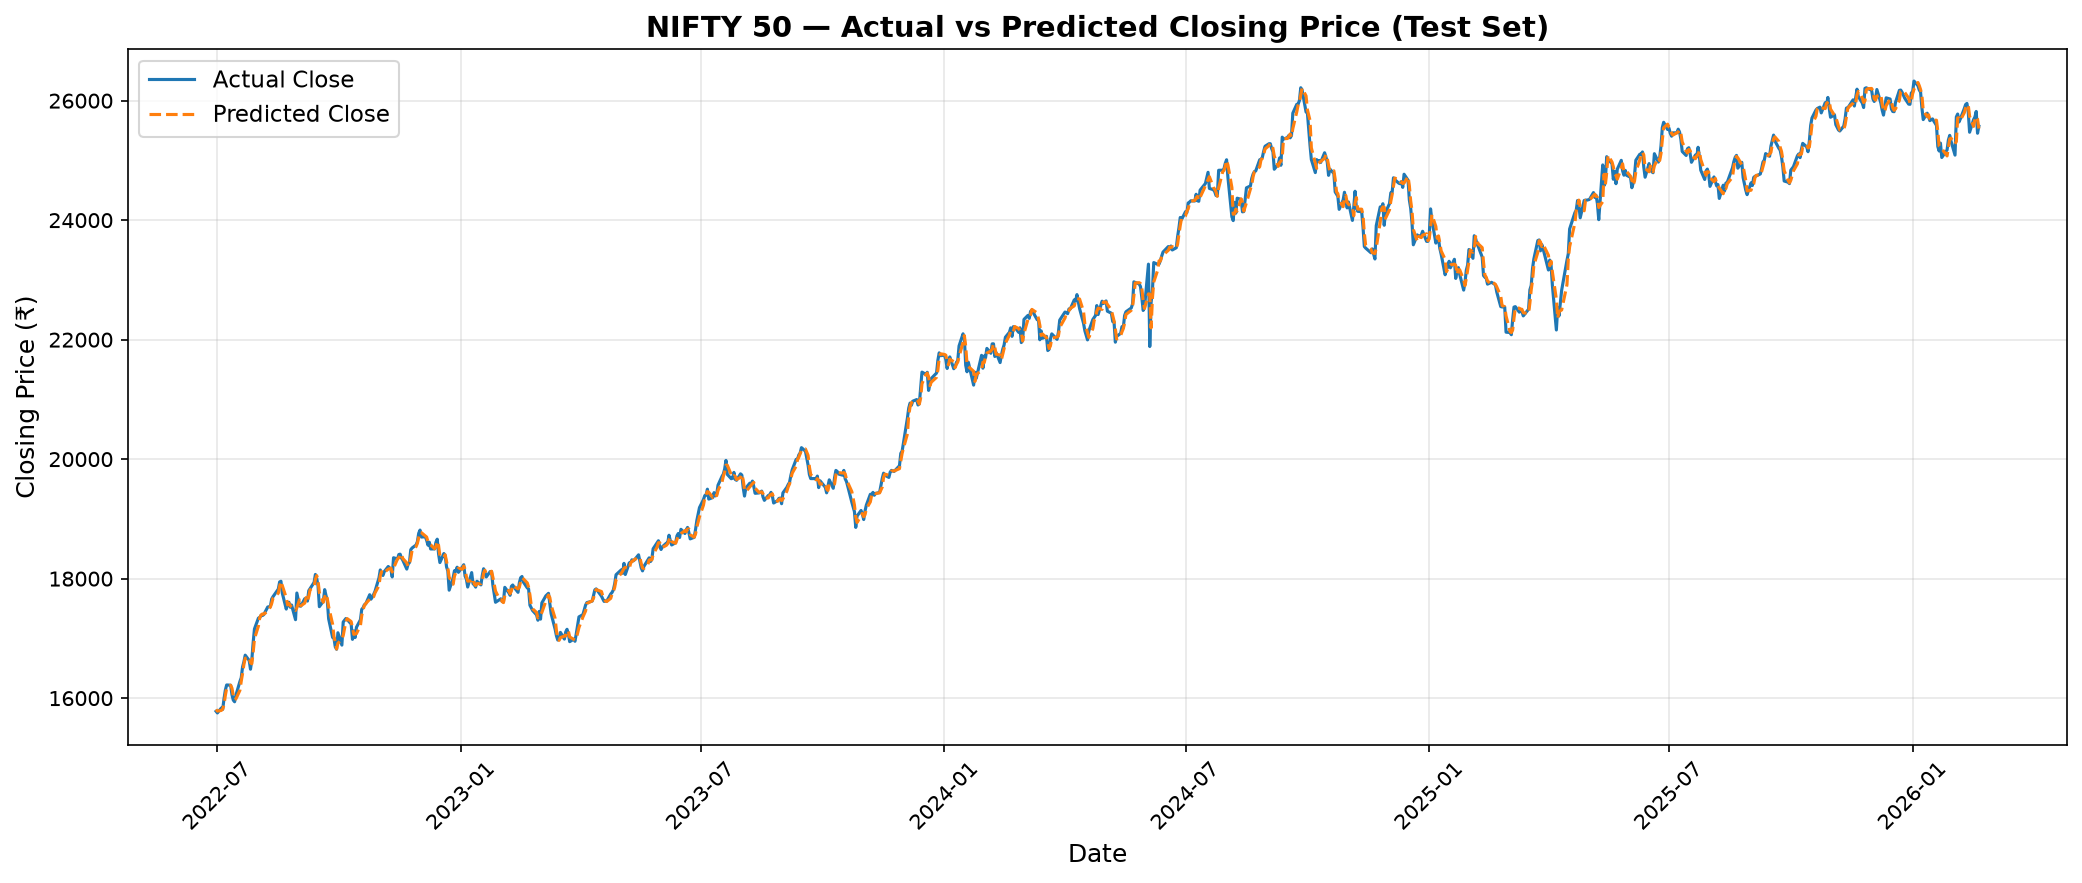 NIFTY 50 — Actual vs Predicted Closing Price (Test Set)
Actual Close
Predicted Close
Closing Price (₹)
26000
24000
22000
20000
18000
16000
2022-07
2023-01
2023-07
2024-01
2024-07
2025-01
2025-07
2026-01
Date